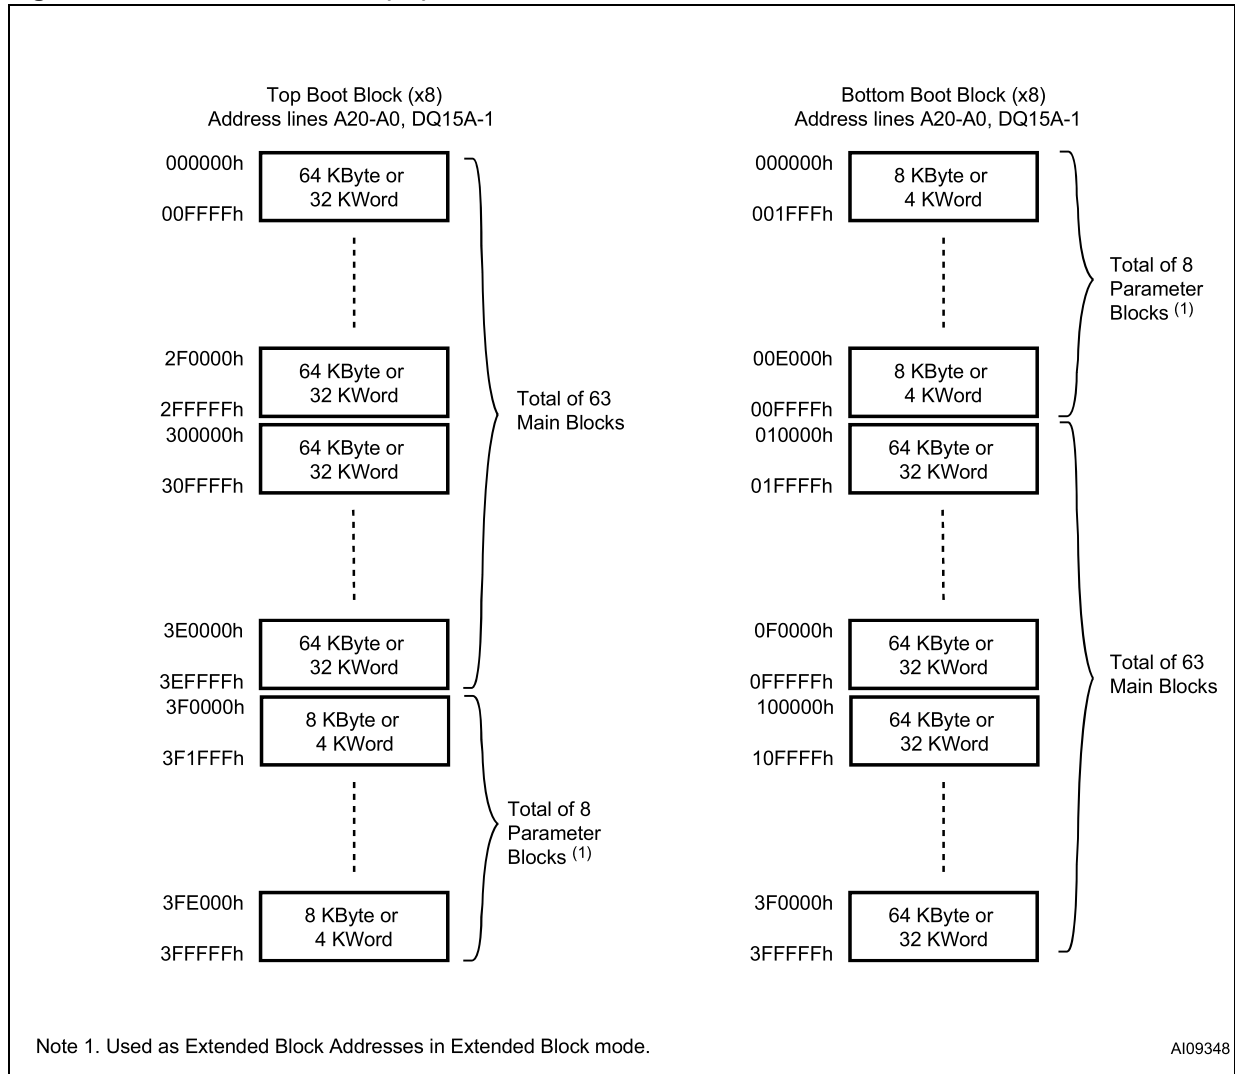 Top Boot Block (x8)
Address lines A20-A0, DQ15A-1
000000h
64 KByte or
32 KWord
00FFFFh
2F0000h
64 KByte or
32 KWord
2FFFFFh
300000h
64 KByte or
32 KWord
30FFFFh
Total of 63
Main Blocks
3E0000h
64 KByte or
32 KWord
3EFFFFh
3F0000h
8 KByte or
4 KWord
3F1FFFh
Total of 8
Parameter
Blocks (1)
3FE000h
8 KByte or
4 KWord
3FFFFFh
Bottom Boot Block (x8)
Address lines A20-A0, DQ15A-1
000000h
8 KByte or
4 KWord
001FFFh
Total of 8
Parameter
Blocks (1)
00E000h
8 KByte or
4 KWord
00FFFFh
010000h
64 KByte or
32 KWord
01FFFFh
0F0000h
64 KByte or
32 KWord
0FFFFFh
Total of 63
Main Blocks
100000h
64 KByte or
32 KWord
10FFFFh
3F0000h
64 KByte or
32 KWord
3FFFFFh
Note 1. Used as Extended Block Addresses in Extended Block mode.
AI09348